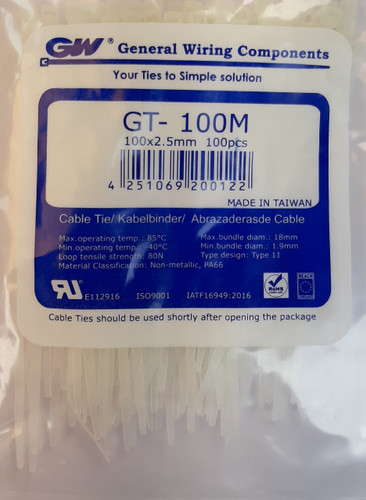 GW® General Wiring Components
Your Ties to Simple solution
GT- 100M
100x2.5mm 100pcs
4 251069 200122
MADE IN TAIWAN
Cable Tie/ Kabelbinder/ Abrazaderasde Cable
Max.operating temp.: 85°C Max.bundle diam.: 18mm
Min.operating temp.: -40°C Min.bundle diam.: 1.9mm
Loop tensile strength: 80N Type design: Type 11
Material Classification: Non-metallic, PA66
E112916 ISO9001 IATF16949:2016
RoHS
Cable Ties should be used shortly after opening the package